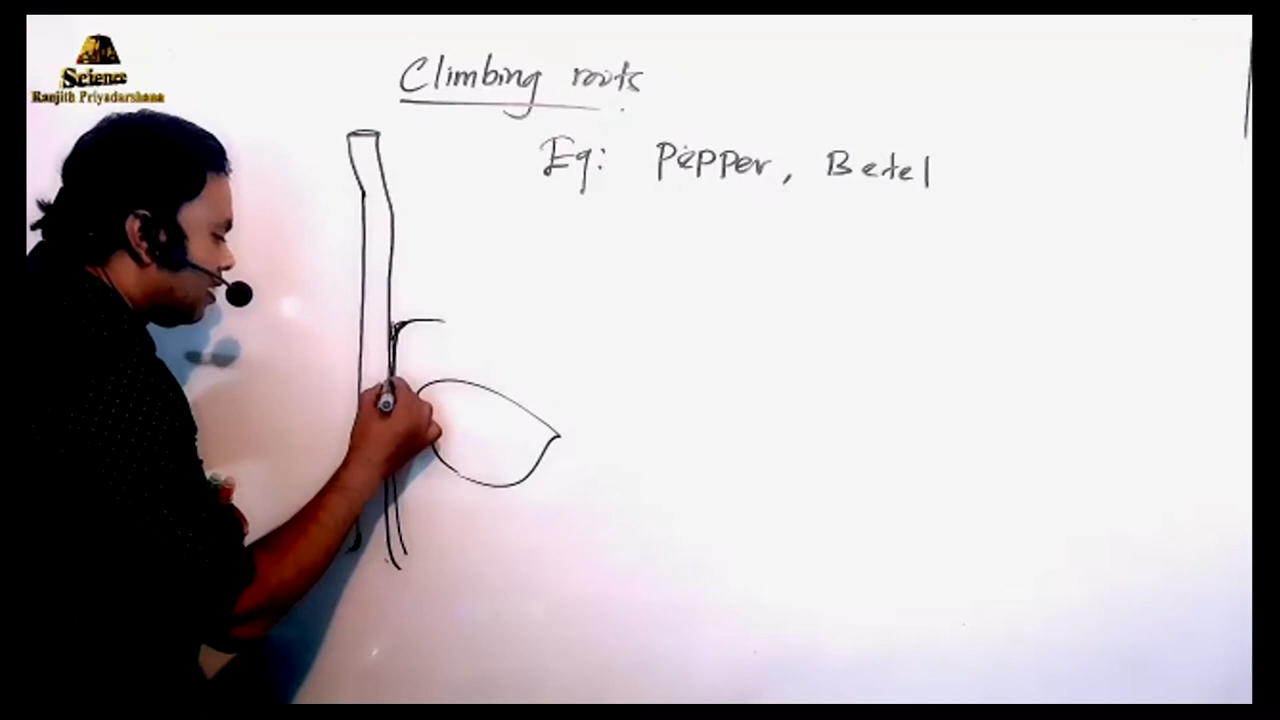 Science
Ranjith Priyadarshana
Climbing roots
Eg: Pepper, Betel